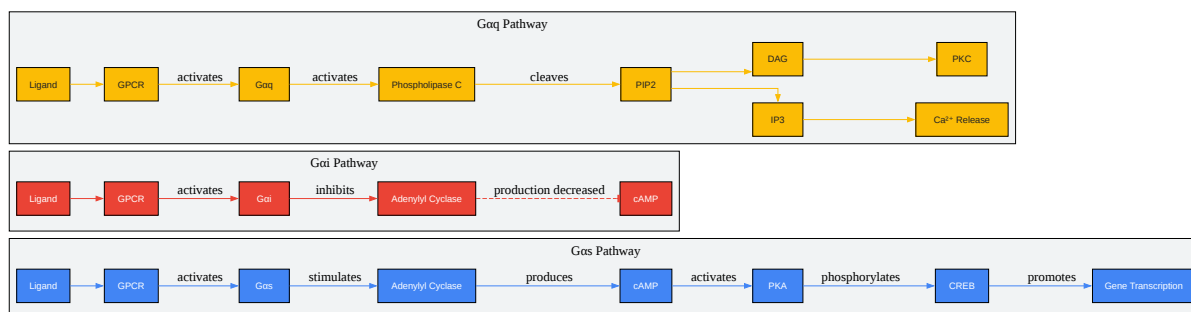 Gαq Pathway
Ligand
GPCR
activates
Gαq
activates
Phospholipase C
cleaves
PIP2
DAG
PKC
IP3
Ca²⁺ Release
Gαi Pathway
Ligand
GPCR
activates
Gαi
inhibits
Adenylyl Cyclase
production decreased
cAMP
Gαs Pathway
Ligand
GPCR
activates
Gαs
stimulates
Adenylyl Cyclase
produces
cAMP
activates
PKA
phosphorylates
CREB
promotes
Gene Transcription